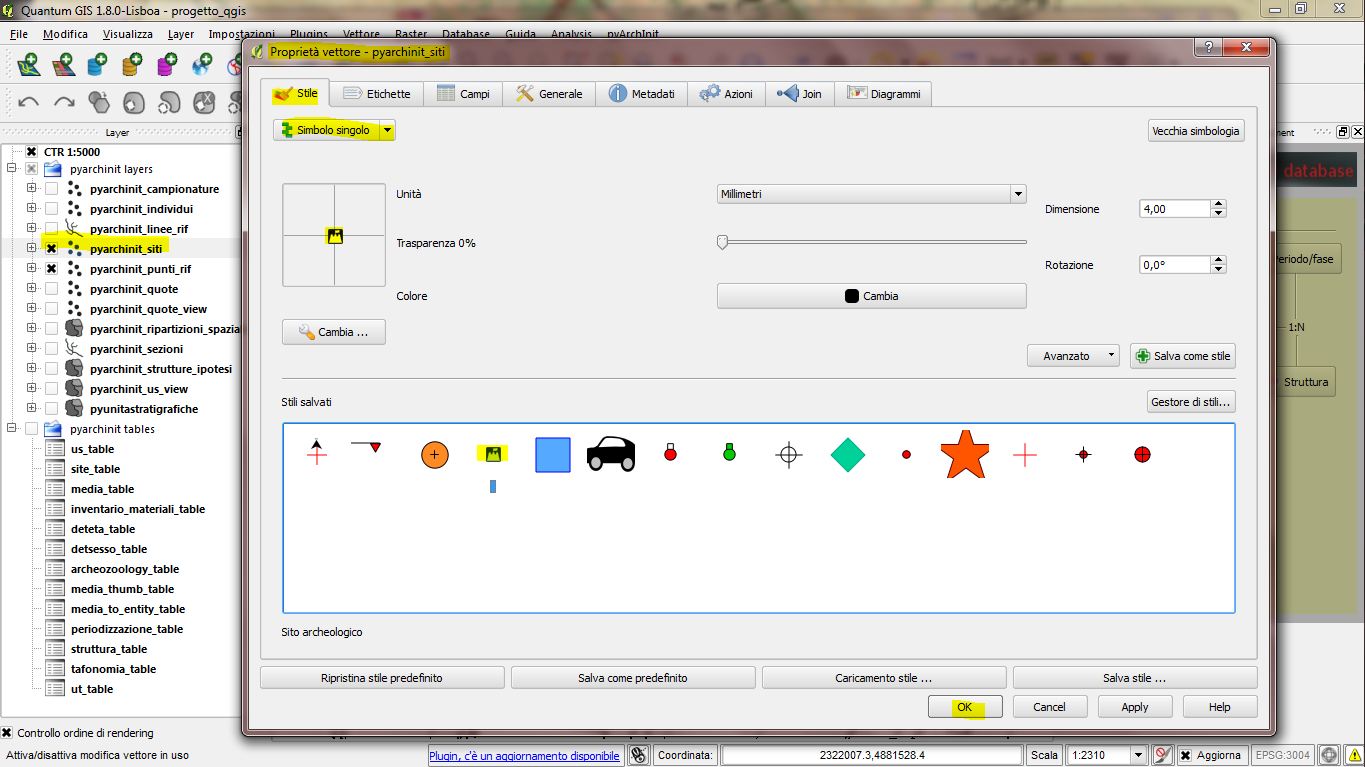 Quantum GIS 1.8.0-Lisboa - progetto_qgis
File Modifica Visualizza Layer Impostazioni Plugins Vettore Raster Database Guida Analysis pyArchInit
Proprietà vettore - pyarchinit_siti
Stile Etichette Campi Generale Metadati Azioni Join Diagrammi
Simbolo singolo Vecchia simbologia
Unità Millimetri Dimensione 4,00
Trasparenza 0%
Rotazione 0,0°
Colore Cambia
Cambia ...
Avanzato Salva come stile
Stili salvati Gestore di stili...
Sito archeologico
Ripristina stile predefinito Salva come predefinito Caricamento stile ... Salva stile ...
OK Cancel Apply Help
Layer
CTR 1:5000
pyarchinit layers
pyarchinit_campionature
pyarchinit_individui
pyarchinit_linee_rif
pyarchinit_siti
pyarchinit_punti_rif
pyarchinit_quote
pyarchinit_quote_view
pyarchinit_ripartizioni_spazia
pyarchinit_sezioni
pyarchinit_strutture_ipotesi
pyarchinit_us_view
pyunitastratigrafiche
pyarchinit tables
us_table
site_table
media_table
inventario_materiali_table
deteta_table
detsesso_table
archeozoology_table
media_thumb_table
media_to_entity_table
periodizzazione_table
struttura_table
tafonomia_table
ut_table
ment
database
Periodo/fase
1:N
Struttura
Controllo ordine di rendering
Attiva/disattiva modifica vettore in uso
Plugin, c'è un aggiornamento disponibile Coordinata: 2322007.3,4881528.4 Scala 1:2310 Aggiorna EPSG:3004